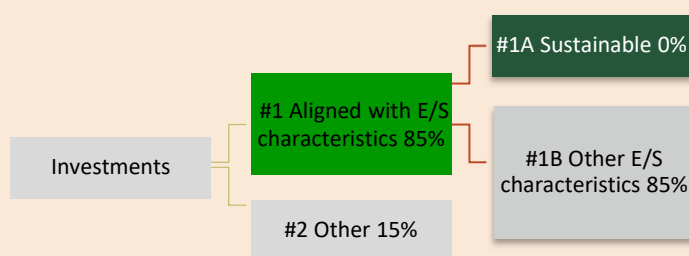 Investments
#1 Aligned with E/S
characteristics 85%
#2 Other 15%
#1A Sustainable 0%
#1B Other E/S
characteristics 85%